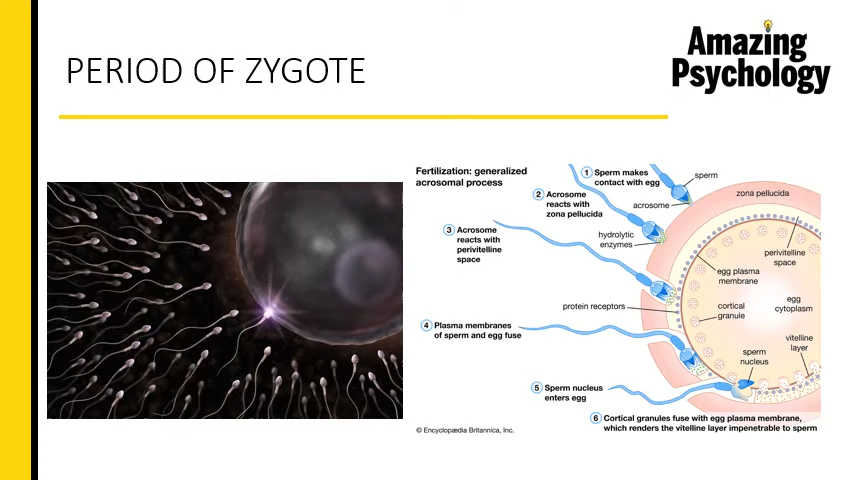 PERIOD OF ZYGOTE
Amazing
Psychology
Fertilization: generalized
acrosomal process
1 Sperm makes
contact with egg
sperm
2 Acrosome
reacts with
zona pellucida
acrosome
zona pellucida
3 Acrosome
reacts with
perivitelline
space
hydrolytic
enzymes
perivitelline
space
egg plasma
membrane
protein receptors
cortical
granule
egg
cytoplasm
4 Plasma membranes
of sperm and egg fuse
vitelline
layer
sperm
nucleus
5 Sperm nucleus
enters egg
6 Cortical granules fuse with egg plasma membrane,
which renders the vitelline layer impenetrable to sperm
© Encyclopædia Britannica, Inc.